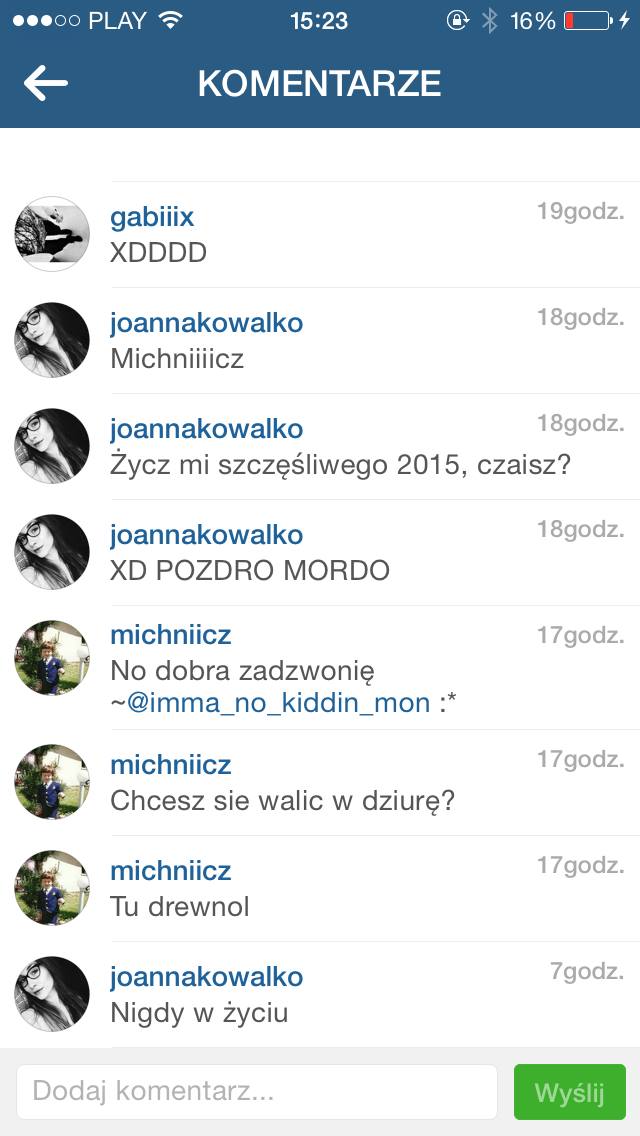 PLAY 15:23 16%
KOMENTARZE
gabiiix 19godz.
XDDDD
joannakowalko 18godz.
Michniiiicz
joannakowalko 18godz.
Życz mi szczęśliwego 2015, czaisz?
joannakowalko 18godz.
XD POZDRO MORDO
michniicz 17godz.
No dobra zadzwonię
~@imma_no_kiddin_mon :*
michniicz 17godz.
Chcesz sie walic w dziurę?
michniicz 17godz.
Tu drewnol
joannakowalko 7godz.
Nigdy w życiu
Dodaj komentarz... Wyślij